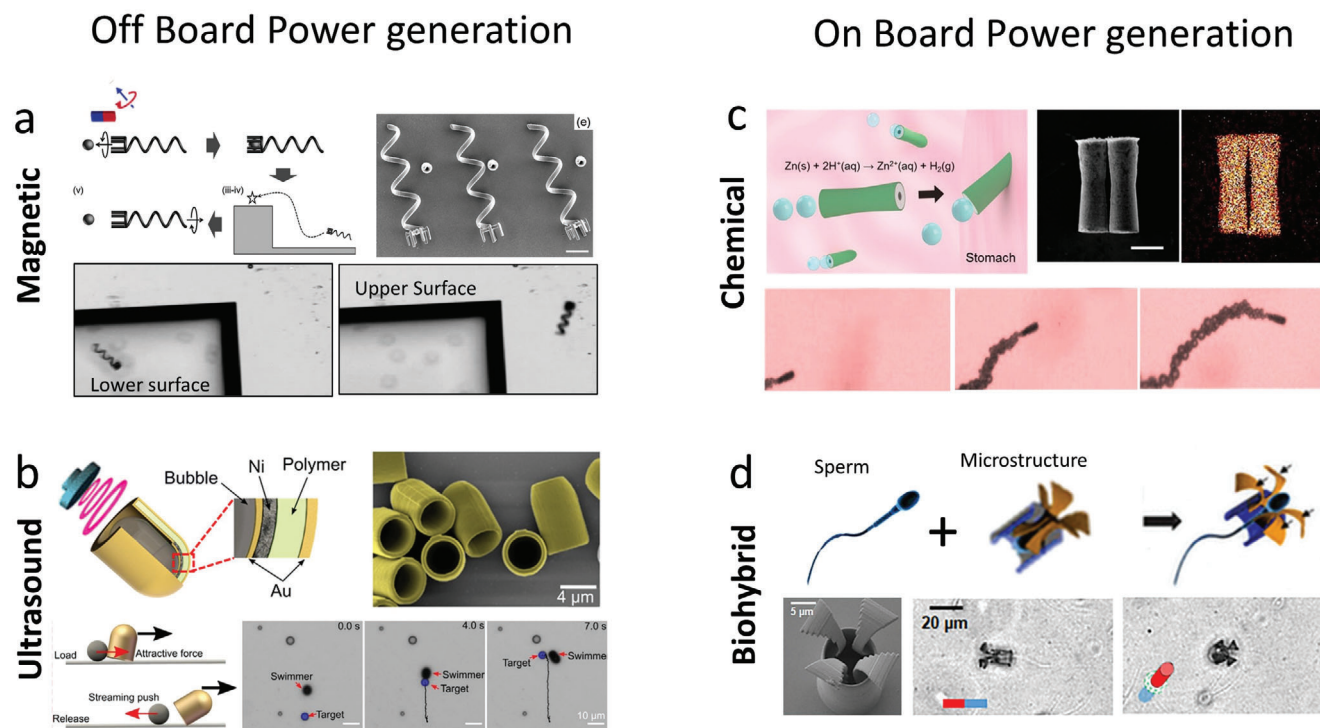 Off Board Power generation
On Board Power generation
a
Magnetic
(v)
(iii-iv)
(e)
Lower surface
Upper Surface
b
Ultrasound
Bubble
Ni
Polymer
Au
4 µm
Load
Attractive force
Streaming push
Release
0.0 s
Swimmer
Target
4.0 s
Swimmer
Target
7.0 s
Target
Swimme
10 µm
c
Chemical
Zn(s) + 2H⁺(aq) → Zn²⁺(aq) + H₂(g)
Stomach
d
Biohybrid
Sperm
Microstructure
+
5 µm
20 µm